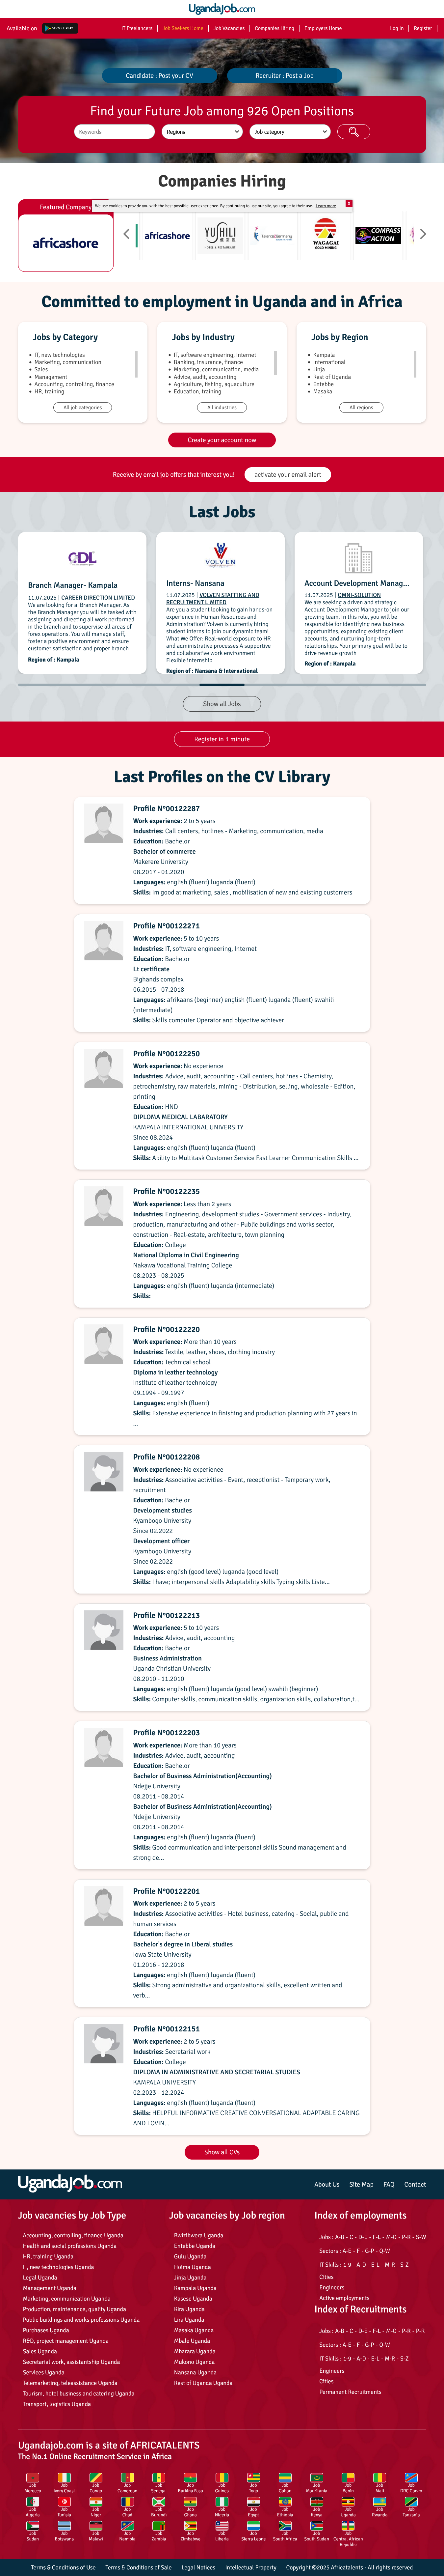 UgandaJob.com
Available on
GOOGLE PLAY
IT Freelancers
Job Seekers Home
Job Vacancies
Companies Hiring
Employers Home
Log In
Register
Candidate : Post your CV
Recruiter : Post a Job
Find your Future Job among 926 Open Positions
Keywords
Regions
Job category
Companies Hiring
Featured Company
We use cookies to provide you with the best possible user experience. By continuing to use our site, you agree to their use. Learn more
X
africashore
africashore
YUHILI
HOTEL & RESTAURANT
TalentsGermany
WAGAGAI
GOLD MINING
COMPASS
ACTION
Committed to employment in Uganda and in Africa
Jobs by Category
IT, new technologies
Marketing, communication
Sales
Management
Accounting, controlling, finance
HR, training
All job categories
Jobs by Industry
IT, software engineering, Internet
Banking, insurance, finance
Marketing, communication, media
Advice, audit, accounting
Agriculture, fishing, aquaculture
Education, training
All industries
Jobs by Region
Kampala
International
Jinja
Rest of Uganda
Entebbe
Masaka
All regions
Create your account now
Receive by email job offers that interest you!
activate your email alert
Last Jobs
CDL
Branch Manager- Kampala
11.07.2025 | CAREER DIRECTION LIMITED
We are looking for a  Branch Manager. As
the Branch Manager you will be tasked with
assigning and directing all work performed
in the branch and to supervise all areas of
forex operations. You will manage staff,
foster a positive environment and ensure
customer satisfaction and proper branch
Region of : Kampala
VOLVEN
Interns- Nansana
11.07.2025 | VOLVEN STAFFING AND
RECRUITMENT LIMITED
Are you a student looking to gain hands-on
experience in Human Resources and
Administration? Volven is currently hiring
student interns to join our dynamic team!
What We Offer: Real-world exposure to HR
and administrative processes A supportive
and collaborative work environment
Flexible internship
Region of : Nansana & International
Account Development Manag...
11.07.2025 | OMNI-SOLUTION
We are seeking a driven and strategic
Account Development Manager to join our
growing team. In this role, you will be
responsible for identifying new business
opportunities, expanding existing client
accounts, and nurturing long-term
relationships. Your primary goal will be to
drive revenue growth
Region of : Kampala
Show all Jobs
Register in 1 minute
Last Profiles on the CV Library
Profile N°00122287
Work experience: 2 to 5 years
Industries: Call centers, hotlines - Marketing, communication, media
Education: Bachelor
Bachelor of commerce
Makerere University
08.2017 - 01.2020
Languages: english (fluent) luganda (fluent)
Skills: Im good at marketing, sales , mobilisation of new and existing customers
Profile N°00122271
Work experience: 5 to 10 years
Industries: IT, software engineering, Internet
Education: Bachelor
I.t certificate
Bighands complex
06.2015 - 07.2018
Languages: afrikaans (beginner) english (fluent) luganda (fluent) swahili
(intermediate)
Skills: Skills computer Operator and objective achiever
Profile N°00122250
Work experience: No experience
Industries: Advice, audit, accounting - Call centers, hotlines - Chemistry,
petrochemistry, raw materials, mining - Distribution, selling, wholesale - Edition,
printing
Education: HND
DIPLOMA MEDICAL LABARATORY
KAMPALA INTERNATIONAL UNIVERSITY
Since 08.2024
Languages: english (fluent) luganda (fluent)
Skills: Ability to Multitask Customer Service Fast Learner Communication Skills ...
Profile N°00122235
Work experience: Less than 2 years
Industries: Engineering, development studies - Government services - Industry,
production, manufacturing and other - Public buildings and works sector,
construction - Real-estate, architecture, town planning
Education: College
National Diploma in Civil Engineering
Nakawa Vocational Training College
08.2023 - 08.2025
Languages: english (fluent) luganda (intermediate)
Skills:
Profile N°00122220
Work experience: More than 10 years
Industries: Textile, leather, shoes, clothing industry
Education: Technical school
Diploma in leather technology
Institute of leather technology
09.1994 - 09.1997
Languages: english (fluent)
Skills: Extensive experience in finishing and production planning with 27 years in
...
Profile N°00122208
Work experience: No experience
Industries: Associative activities - Event, receptionist - Temporary work,
recruitment
Education: Bachelor
Development studies
Kyambogo University
Since 02.2022
Development officer
Kyambogo University
Since 02.2022
Languages: english (good level) luganda (good level)
Skills: I have; interpersonal skills Adaptability skills Typing skills Liste...
Profile N°00122213
Work experience: 5 to 10 years
Industries: Advice, audit, accounting
Education: Bachelor
Business Administration
Uganda Christian University
08.2010 - 11.2010
Languages: english (fluent) luganda (good level) swahili (beginner)
Skills: Computer skills, communication skills, organization skills, collaboration,t...
Profile N°00122203
Work experience: More than 10 years
Industries: Advice, audit, accounting
Education: Bachelor
Bachelor of Business Administration(Accounting)
Ndejje University
08.2011 - 08.2014
Bachelor of Business Administration(Accounting)
Ndejje University
08.2011 - 08.2014
Languages: english (fluent) luganda (fluent)
Skills: Good communication and interpersonal skills Sound management and
strong de...
Profile N°00122201
Work experience: 2 to 5 years
Industries: Associative activities - Hotel business, catering - Social, public and
human services
Education: Bachelor
Bachelor's degree in Liberal studies
Iowa State University
01.2016 - 12.2018
Languages: english (fluent) luganda (fluent)
Skills: Strong administrative and organizational skills, excellent written and
verb...
Profile N°00122151
Work experience: 2 to 5 years
Industries: Secretarial work
Education: College
DIPLOMA IN ADMINISTRATIVE AND SECRETARIAL STUDIES
KAMPALA UNIVERSITY
02.2023 - 12.2024
Languages: english (fluent) luganda (fluent)
Skills: HELPFUL INFORMATIVE CREATIVE CONVERSATIONAL ADAPTABLE CARING
AND LOVIN...
Show all CVs
UgandaJob.com
About Us
Site Map
FAQ
Contact
Job vacancies by Job Type
Accounting, controlling, finance Uganda
Health and social professions Uganda
HR, training Uganda
IT, new technologies Uganda
Legal Uganda
Management Uganda
Marketing, communication Uganda
Production, maintenance, quality Uganda
Public buildings and works professions Uganda
Purchases Uganda
R&D, project management Uganda
Sales Uganda
Secretarial work, assistantship Uganda
Services Uganda
Telemarketing, teleassistance Uganda
Tourism, hotel business and catering Uganda
Transport, logistics Uganda
Job vacancies by Job region
Bwizibwera Uganda
Entebbe Uganda
Gulu Uganda
Hoima Uganda
Jinja Uganda
Kampala Uganda
Kasese Uganda
Kira Uganda
Lira Uganda
Masaka Uganda
Mbale Uganda
Mbarara Uganda
Mukono Uganda
Nansana Uganda
Rest of Uganda Uganda
Index of employments
Jobs : A-B - C - D-E - F-L - M-O - P-R - S-W
Sectors : A-E - F - G-P - Q-W
IT Skills : 1-9 - A-D - E-L - M-R - S-Z
Cities
Engineers
Active employments
Index of Recruitments
Jobs : A-B - C - D-E - F-L - M-O - P-R - P-R
Sectors : A-E - F - G-P - Q-W
IT Skills : 1-9 - A-D - E-L - M-R - S-Z
Engineers
Cities
Permanent Recruitments
Ugandajob.com is a site of AFRICATALENTS
The No.1 Online Recruitment Service in Africa
Job Morocco
Job Ivory Coast
Job Congo
Job Cameroon
Job Senegal
Job Burkina Faso
Job Guinea
Job Togo
Job Gabon
Job Mauritania
Job Benin
Job Mali
Job DRC Congo
Job Algeria
Job Tunisia
Job Niger
Job Chad
Job Burundi
Job Ghana
Job Nigeria
Job Egypt
Job Ethiopia
Job Kenya
Job Uganda
Job Rwanda
Job Tanzania
Job Sudan
Job Botswana
Job Malawi
Job Namibia
Job Zambia
Job Zimbabwe
Job Liberia
Job Sierra Leone
Job South Africa
Job South Sudan
Job Central African Republic
Terms & Conditions of Use
Terms & Conditions of Sale
Legal Notices
Intellectual Property
Copyright ©2025 Africatalents - All rights reserved